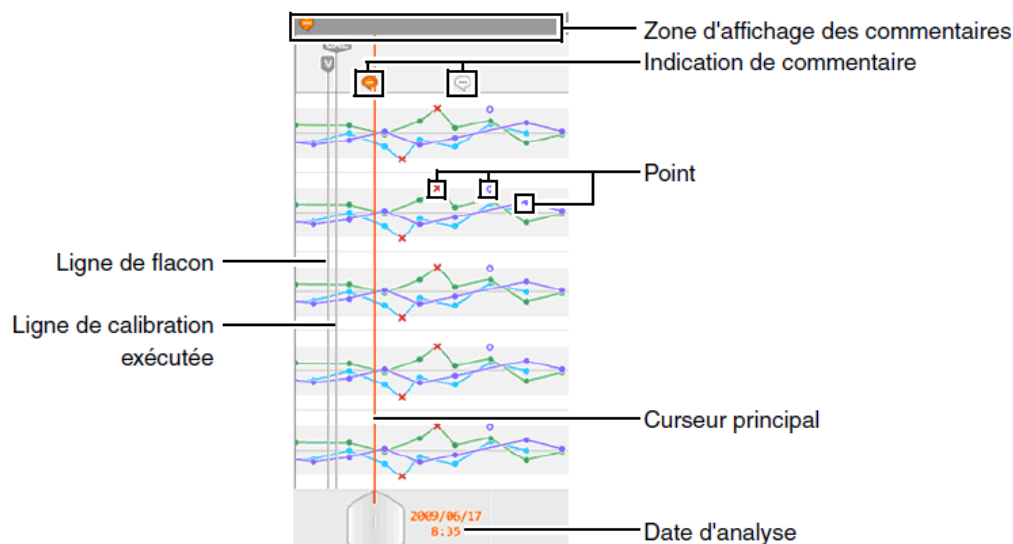 Zone d'affichage des commentaires
CAL
Indication de commentaire
V
Point
Ligne de flacon
Ligne de calibration
exécutée
Curseur principal
2009/06/17
8:35
Date d'analyse